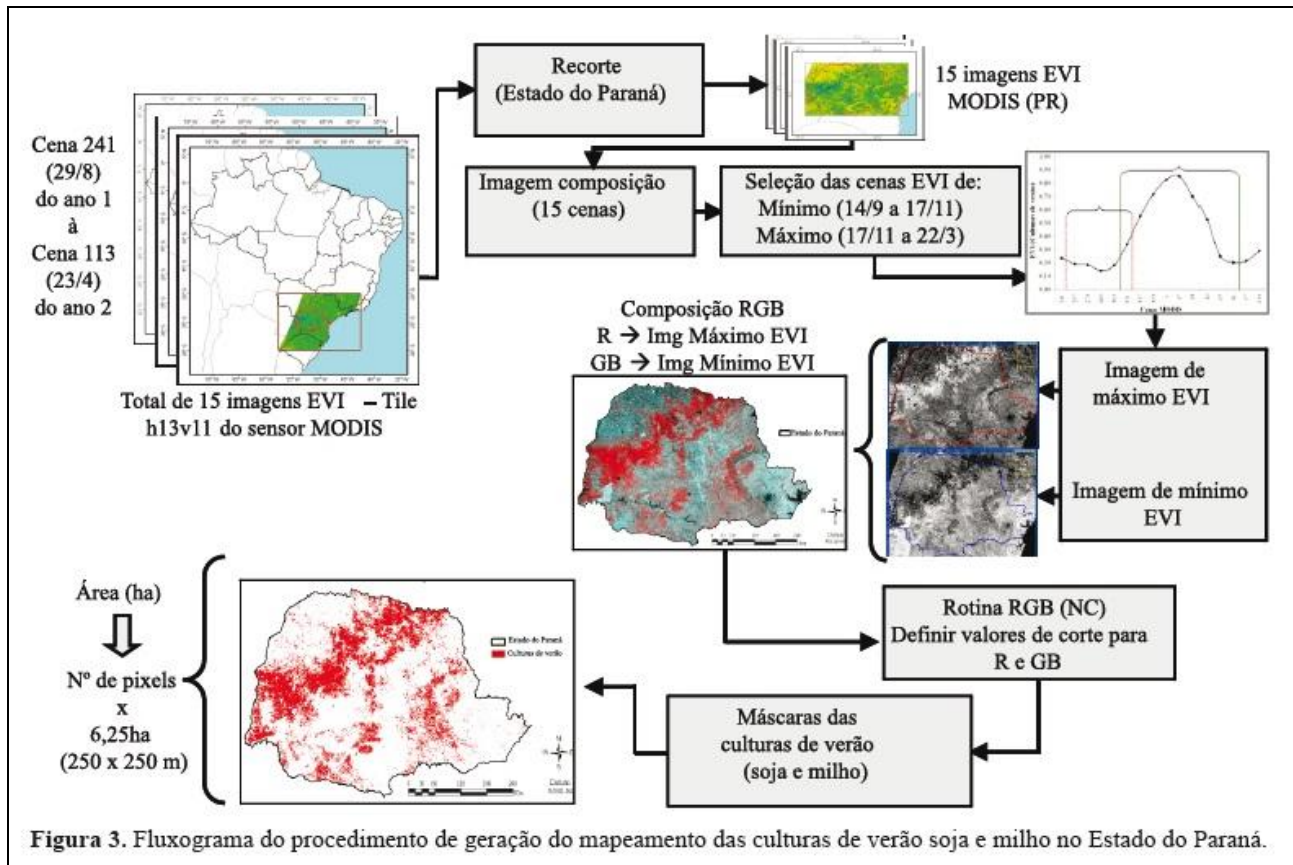 Cena 241
(29/8)
do ano 1
à
Cena 113
(23/4)
do ano 2
Total de 15 imagens EVI – Tile
h13v11 do sensor MODIS
Recorte
(Estado do Paraná)
15 imagens EVI
MODIS (PR)
Imagem composição
(15 cenas)
Seleção das cenas EVI de:
Mínimo (14/9 a 17/11)
Máximo (17/11 a 22/3)
Cena MODIS
Imagem de
máximo EVI
Imagem de mínimo
EVI
Composição RGB
R → Img Máximo EVI
GB → Img Mínimo EVI
Estado do Paraná
Rotina RGB (NC)
Definir valores de corte para
R e GB
Máscaras das
culturas de verão
(soja e milho)
Estado do Paraná
Culturas de verão
Área (ha)
Nº de pixels
x
6,25ha
(250 x 250 m)
Figura 3. Fluxograma do procedimento de geração do mapeamento das culturas de verão soja e milho no Estado do Paraná.